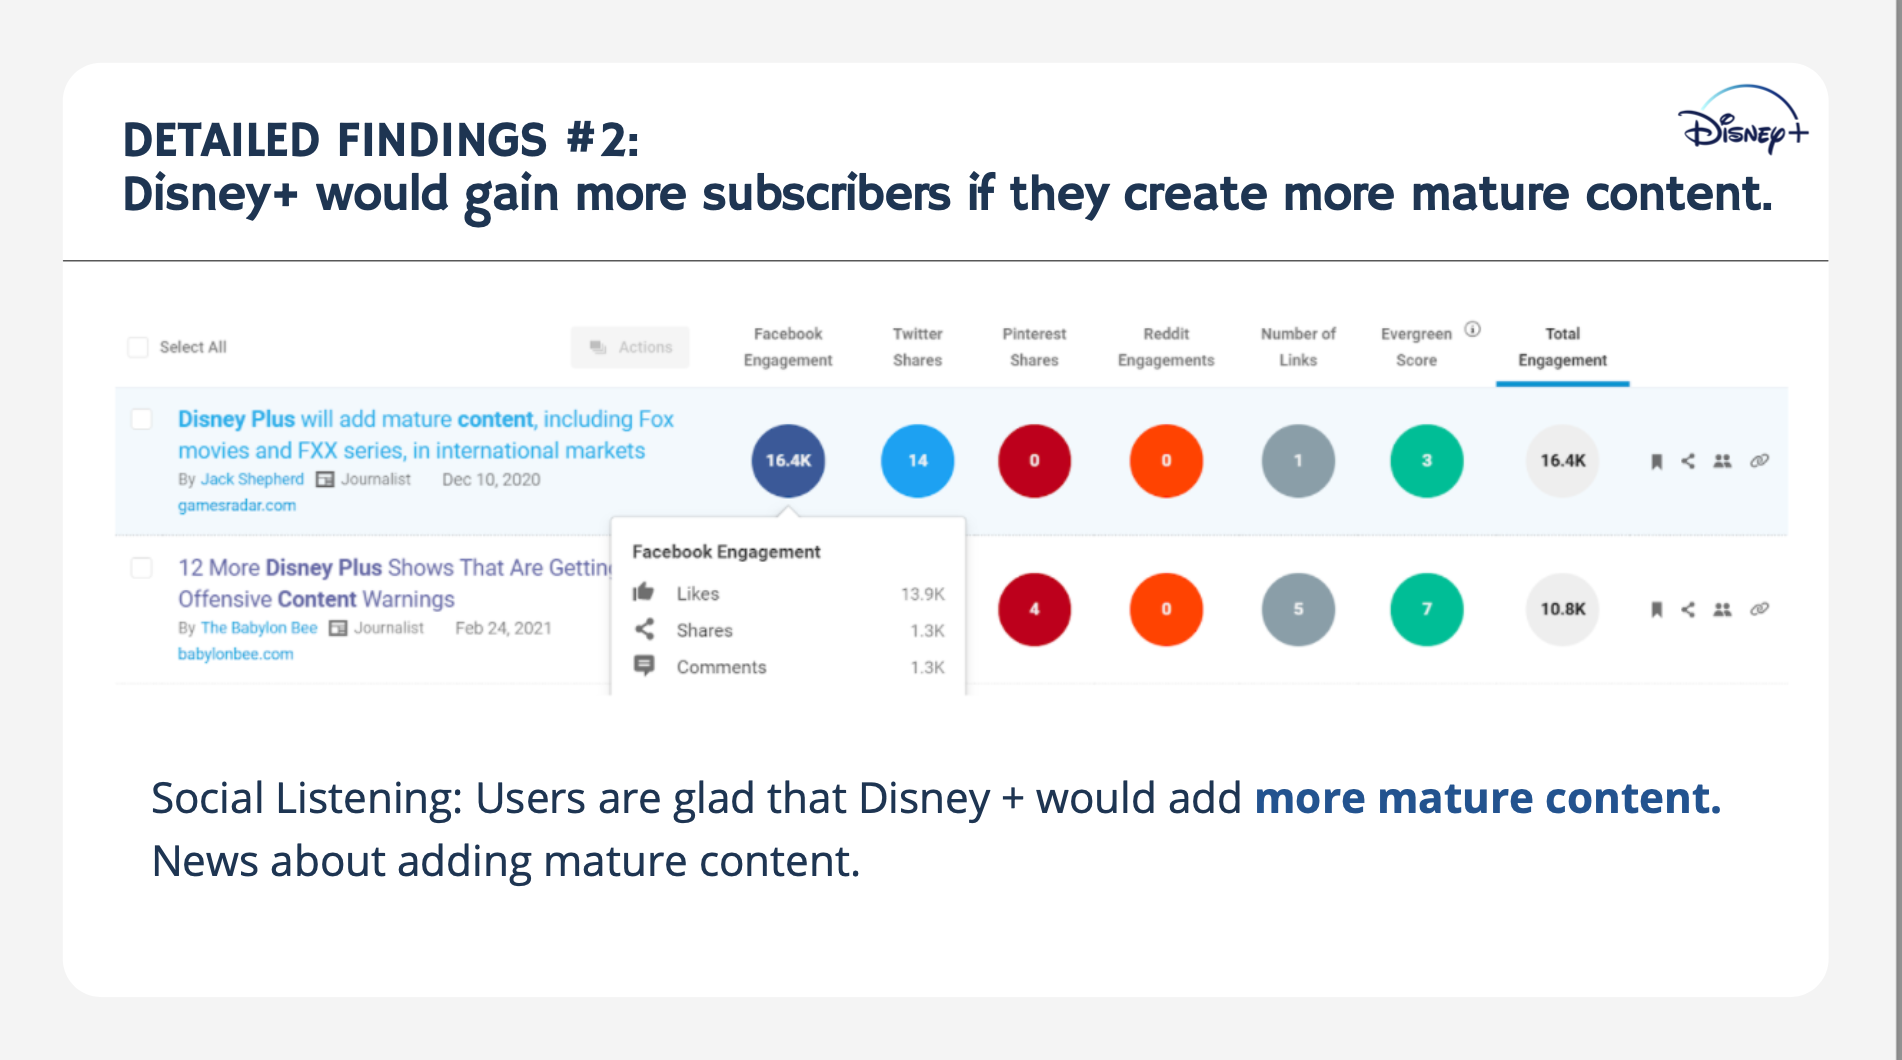 DETAILED FINDINGS #2:
Disney+ would gain more subscribers if they create more mature content.
Disney+
Select All
Actions
Facebook Engagement
Twitter Shares
Pinterest Shares
Reddit Engagements
Number of Links
Evergreen Score
Total Engagement
Disney Plus will add mature content, including Fox
movies and FXX series, in international markets
By Jack Shepherd Journalist Dec 10, 2020
gamesradar.com
16.4K 14 0 0 1 3 16.4K
12 More Disney Plus Shows That Are Getting
Offensive Content Warnings
By The Babylon Bee Journalist Feb 24, 2021
babylonbee.com
4 0 5 7 10.8K
Facebook Engagement
Likes 13.9K
Shares 1.3K
Comments 1.3K
Social Listening: Users are glad that Disney + would add more mature content.
News about adding mature content.